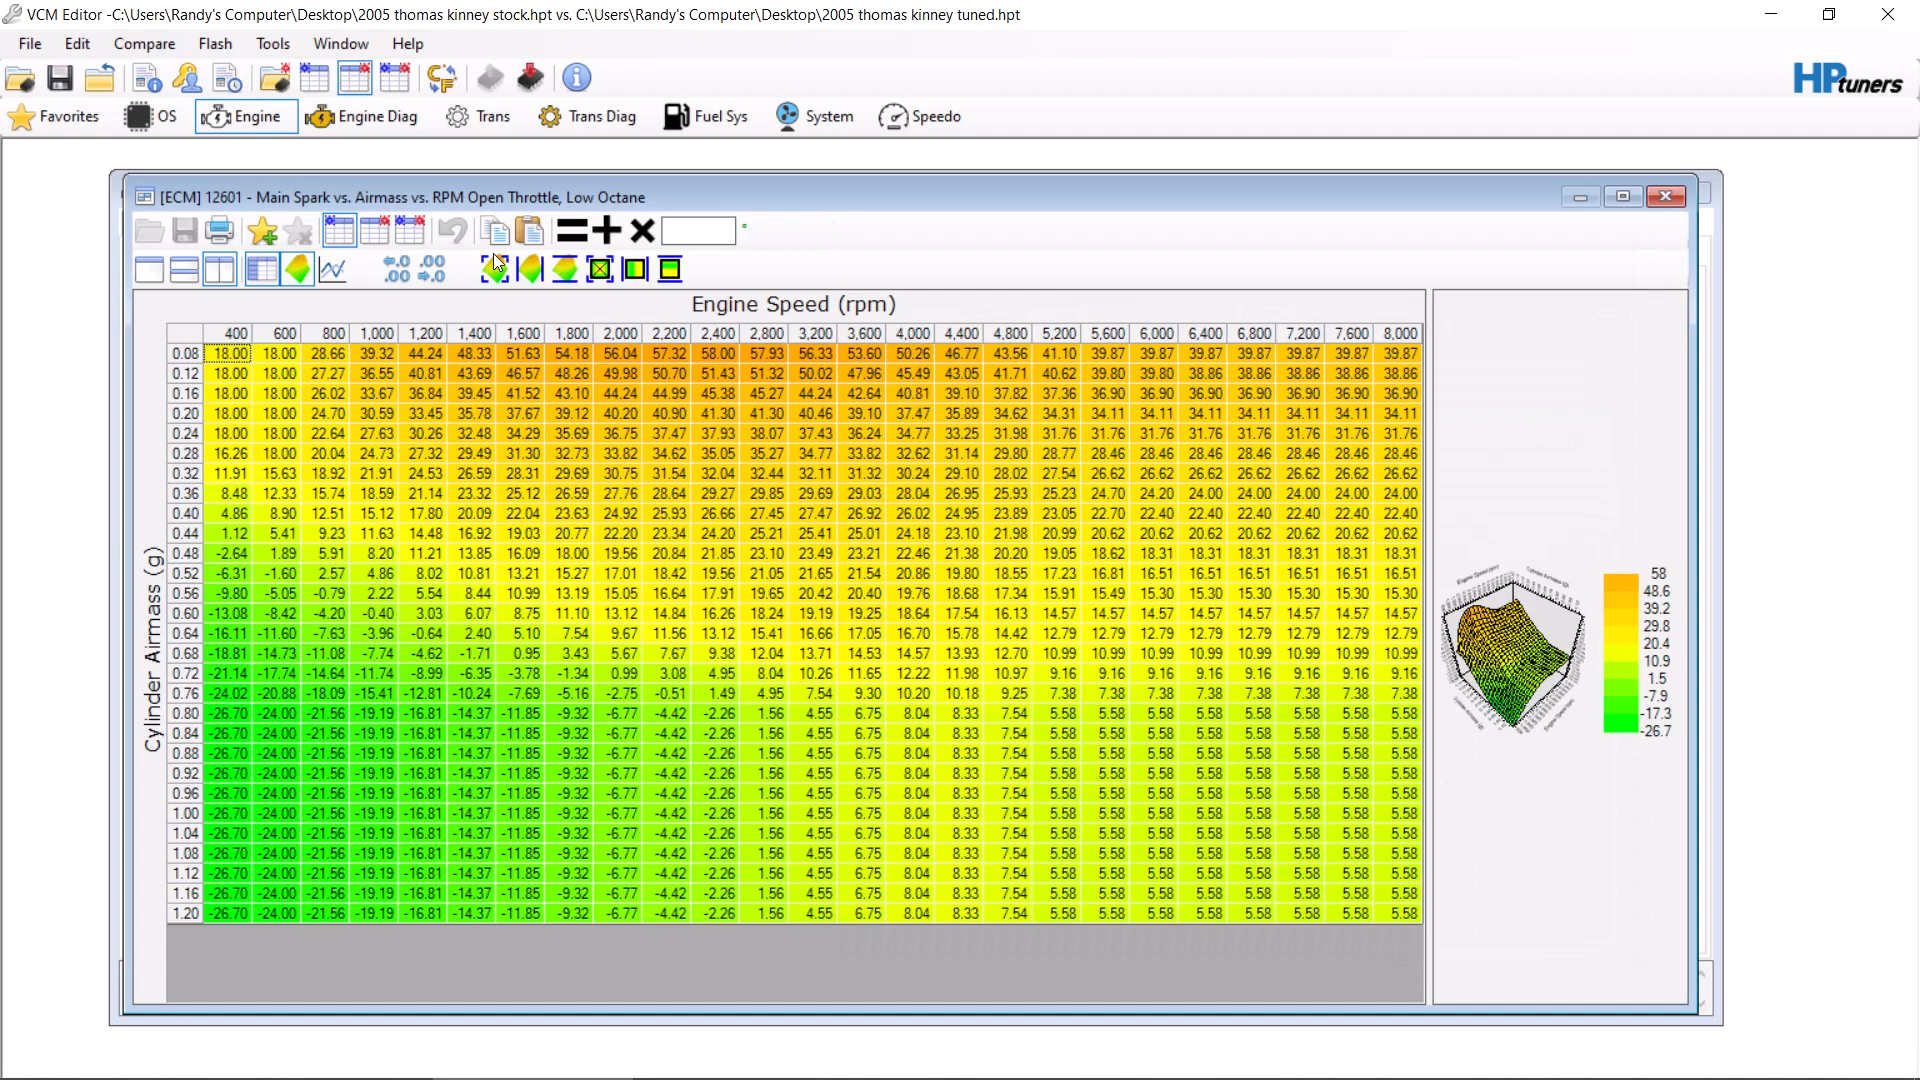 VCM Editor -C:\Users\Randy's Computer\Desktop\2005 thomas kinney stock.hpt vs. C:\Users\Randy's Computer\Desktop\2005 thomas kinney tuned.hpt
File Edit Compare Flash Tools Window Help
HPtuners
Favorites OS Engine Engine Diag Trans Trans Diag Fuel Sys System Speedo
[ECM] 12601 - Main Spark vs. Airmass vs. RPM Open Throttle, Low Octane
Engine Speed (rpm)
400 600 800 1,000 1,200 1,400 1,600 1,800 2,000 2,200 2,400 2,800 3,200 3,600 4,000 4,400 4,800 5,200 5,600 6,000 6,400 6,800 7,200 7,600 8,000
0.08 18.00 18.00 28.66 39.32 44.24 48.33 51.63 54.18 56.04 57.32 58.00 57.93 56.33 53.60 50.26 46.77 43.56 41.10 39.87 39.87 39.87 39.87 39.87 39.87 39.87
0.12 18.00 18.00 27.27 36.55 40.81 43.69 46.57 48.26 49.98 50.70 51.43 51.32 50.02 47.96 45.49 43.05 41.71 40.62 39.80 39.80 38.86 38.86 38.86 38.86 38.86
0.16 18.00 18.00 26.02 33.67 36.84 39.45 41.52 43.10 44.24 44.99 45.38 45.27 44.24 42.64 40.81 39.10 37.82 37.36 36.90 36.90 36.90 36.90 36.90 36.90 36.90
0.20 18.00 18.00 24.70 30.59 33.45 35.78 37.67 39.12 40.20 40.90 41.30 41.30 40.46 39.10 37.47 35.89 34.62 34.31 34.11 34.11 34.11 34.11 34.11 34.11 34.11
0.24 18.00 18.00 22.64 27.63 30.26 32.48 34.29 35.69 36.75 37.47 37.93 38.07 37.43 36.24 34.77 33.25 31.98 31.76 31.76 31.76 31.76 31.76 31.76 31.76 31.76
0.28 16.26 18.00 20.04 24.73 27.32 29.49 31.30 32.73 33.82 34.62 35.05 35.27 34.77 33.82 32.62 31.14 29.80 28.77 28.46 28.46 28.46 28.46 28.46 28.46 28.46
0.32 11.91 15.63 18.92 21.91 24.53 26.59 28.31 29.69 30.75 31.54 32.04 32.44 32.11 31.32 30.24 29.10 28.02 27.54 26.62 26.62 26.62 26.62 26.62 26.62 26.62
0.36 8.48 12.33 15.74 18.59 21.14 23.32 25.12 26.59 27.76 28.64 29.27 29.85 29.69 29.03 28.04 26.95 25.93 25.23 24.70 24.20 24.00 24.00 24.00 24.00 24.00
0.40 4.86 8.90 12.51 15.12 17.80 20.09 22.04 23.63 24.92 25.93 26.66 27.45 27.47 26.92 26.02 24.95 23.89 23.05 22.70 22.40 22.40 22.40 22.40 22.40 22.40
0.44 1.12 5.41 9.23 11.63 14.48 16.92 19.03 20.77 22.20 23.34 24.20 25.21 25.41 25.01 24.18 23.10 21.98 20.99 20.62 20.62 20.62 20.62 20.62 20.62 20.62
0.48 -2.64 1.89 5.91 8.20 11.21 13.85 16.09 18.00 19.56 20.84 21.85 23.10 23.49 23.21 22.46 21.38 20.20 19.05 18.62 18.31 18.31 18.31 18.31 18.31 18.31
0.52 -6.31 -1.60 2.57 4.86 8.02 10.81 13.21 15.27 17.01 18.42 19.56 21.05 21.65 21.54 20.86 19.80 18.55 17.23 16.81 16.51 16.51 16.51 16.51 16.51 16.51
0.56 -9.80 -5.05 -0.79 2.22 5.54 8.44 10.99 13.19 15.05 16.64 17.91 19.65 20.42 20.40 19.76 18.68 17.34 15.91 15.49 15.30 15.30 15.30 15.30 15.30 15.30
0.60 -13.08 -8.42 -4.20 -0.40 3.03 6.07 8.75 11.10 13.12 14.84 16.26 18.24 19.19 19.25 18.64 17.54 16.13 14.57 14.57 14.57 14.57 14.57 14.57 14.57 14.57
0.64 -16.11 -11.60 -7.63 -3.96 -0.64 2.40 5.10 7.54 9.67 11.56 13.12 15.41 16.66 17.05 16.70 15.78 14.42 12.79 12.79 12.79 12.79 12.79 12.79 12.79 12.79
0.68 -18.81 -14.73 -11.08 -7.74 -4.62 -1.71 0.95 3.43 5.67 7.67 9.38 12.04 13.71 14.53 14.57 13.93 12.70 10.99 10.99 10.99 10.99 10.99 10.99 10.99 10.99
0.72 -21.14 -17.74 -14.64 -11.74 -8.99 -6.35 -3.78 -1.34 0.99 3.08 4.95 8.04 10.26 11.65 12.22 11.98 10.97 9.16 9.16 9.16 9.16 9.16 9.16 9.16 9.16
0.76 -24.02 -20.88 -18.09 -15.41 -12.81 -10.24 -7.69 -5.16 -2.75 -0.51 1.49 4.95 7.54 9.30 10.20 10.18 9.25 7.38 7.38 7.38 7.38 7.38 7.38 7.38 7.38
0.80 -26.70 -24.00 -21.56 -19.19 -16.81 -14.37 -11.85 -9.32 -6.77 -4.42 -2.26 1.56 4.55 6.75 8.04 8.33 7.54 5.58 5.58 5.58 5.58 5.58 5.58 5.58 5.58
0.84 -26.70 -24.00 -21.56 -19.19 -16.81 -14.37 -11.85 -9.32 -6.77 -4.42 -2.26 1.56 4.55 6.75 8.04 8.33 7.54 5.58 5.58 5.58 5.58 5.58 5.58 5.58 5.58
0.88 -26.70 -24.00 -21.56 -19.19 -16.81 -14.37 -11.85 -9.32 -6.77 -4.42 -2.26 1.56 4.55 6.75 8.04 8.33 7.54 5.58 5.58 5.58 5.58 5.58 5.58 5.58 5.58
0.92 -26.70 -24.00 -21.56 -19.19 -16.81 -14.37 -11.85 -9.32 -6.77 -4.42 -2.26 1.56 4.55 6.75 8.04 8.33 7.54 5.58 5.58 5.58 5.58 5.58 5.58 5.58 5.58
0.96 -26.70 -24.00 -21.56 -19.19 -16.81 -14.37 -11.85 -9.32 -6.77 -4.42 -2.26 1.56 4.55 6.75 8.04 8.33 7.54 5.58 5.58 5.58 5.58 5.58 5.58 5.58 5.58
1.00 -26.70 -24.00 -21.56 -19.19 -16.81 -14.37 -11.85 -9.32 -6.77 -4.42 -2.26 1.56 4.55 6.75 8.04 8.33 7.54 5.58 5.58 5.58 5.58 5.58 5.58 5.58 5.58
1.04 -26.70 -24.00 -21.56 -19.19 -16.81 -14.37 -11.85 -9.32 -6.77 -4.42 -2.26 1.56 4.55 6.75 8.04 8.33 7.54 5.58 5.58 5.58 5.58 5.58 5.58 5.58 5.58
1.08 -26.70 -24.00 -21.56 -19.19 -16.81 -14.37 -11.85 -9.32 -6.77 -4.42 -2.26 1.56 4.55 6.75 8.04 8.33 7.54 5.58 5.58 5.58 5.58 5.58 5.58 5.58 5.58
1.12 -26.70 -24.00 -21.56 -19.19 -16.81 -14.37 -11.85 -9.32 -6.77 -4.42 -2.26 1.56 4.55 6.75 8.04 8.33 7.54 5.58 5.58 5.58 5.58 5.58 5.58 5.58 5.58
1.16 -26.70 -24.00 -21.56 -19.19 -16.81 -14.37 -11.85 -9.32 -6.77 -4.42 -2.26 1.56 4.55 6.75 8.04 8.33 7.54 5.58 5.58 5.58 5.58 5.58 5.58 5.58 5.58
1.20 -26.70 -24.00 -21.56 -19.19 -16.81 -14.37 -11.85 -9.32 -6.77 -4.42 -2.26 1.56 4.55 6.75 8.04 8.33 7.54 5.58 5.58 5.58 5.58 5.58 5.58 5.58 5.58
Cylinder Airmass (g)
58
48.6
39.2
29.8
20.4
10.9
1.5
-7.9
-17.3
-26.7